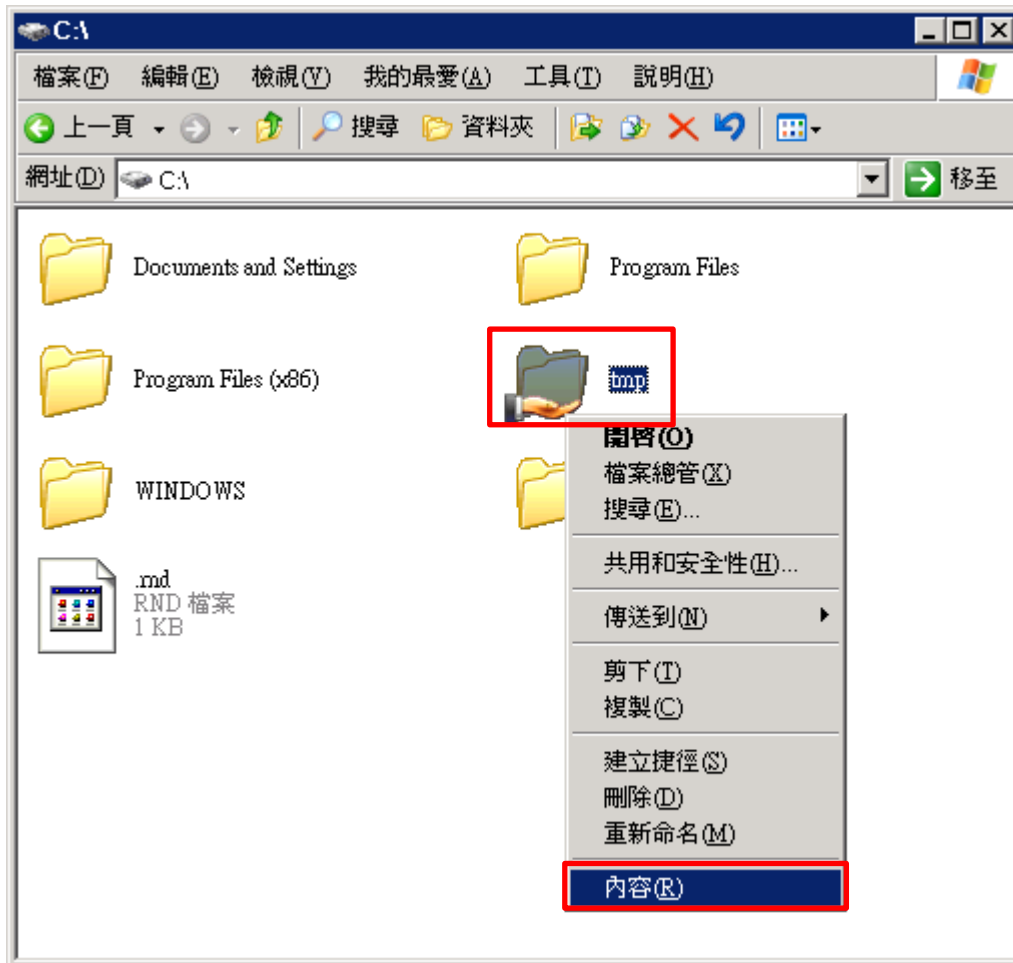 C:\
檔案(F) 編輯(E) 檢視(V) 我的最愛(A) 工具(T) 說明(H)
上一頁 搜尋 資料夾
網址(D) C:\ 移至
Documents and Settings
Program Files
Program Files (x86)
tmp
WINDOWS
.rnd
RND 檔案
1 KB
開啓(O)
檔案總管(X)
搜尋(E)...
共用和安全性(H)...
傳送到(N)
剪下(T)
複製(C)
建立捷徑(S)
刪除(D)
重新命名(M)
內容(R)